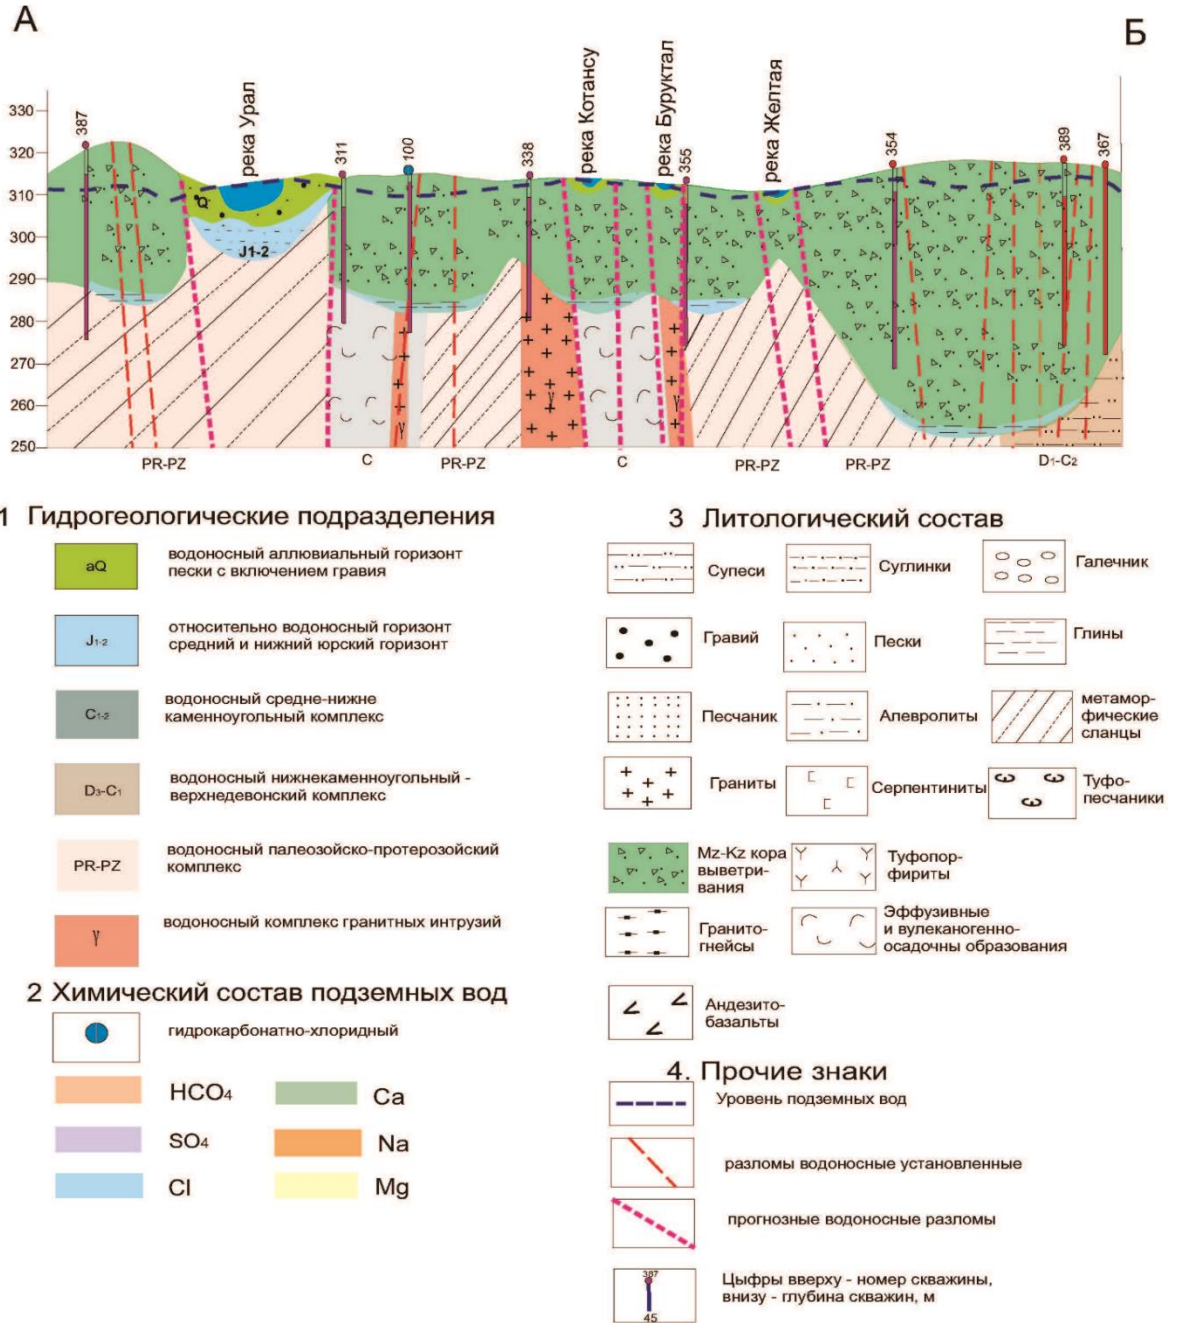 А
Б
река Урал
река Котансу
река Буруктал
река Желтая
387
311
100
338
355
354
389
367
330
320
310
300
290
280
270
260
250
aQ
J1-2
γ
γ
PR-PZ
C
PR-PZ
C
PR-PZ
PR-PZ
D1-C2
1 Гидрогеологические подразделения
aQ
водоносный аллювиальный горизонт
пески с включением гравия
J1-2
относительно водоносный горизонт
средний и нижний юрский горизонт
C1-2
водоносный средне-нижне
каменноугольный комплекс
D3-C1
водоносный нижнекаменноугольный -
верхнедевонский комплекс
PR-PZ
водоносный палеозойско-протерозойский
комплекс
γ
водоносный комплекс гранитных интрузий
2 Химический состав подземных вод
гидрокарбонатно-хлоридный
HCO4
Ca
SO4
Na
Cl
Mg
3 Литологический состав
Супеси
Суглинки
Галечник
Гравий
Пески
Глины
Песчаник
Алевролиты
метамор-
фические
сланцы
Граниты
Серпентиниты
Туфо-
песчаники
Mz-Kz кора
выветри-
вания
Туфопор-
фириты
Гранито-
гнейсы
Эффузивные
и вулеканогенно-
осадочны образования
Андезито-
базальты
4. Прочие знаки
Уровень подземных вод
разломы водоносные установленные
прогнозные водоносные разломы
387
45
Цыфры вверху - номер скважины,
внизу - глубина скважин, м